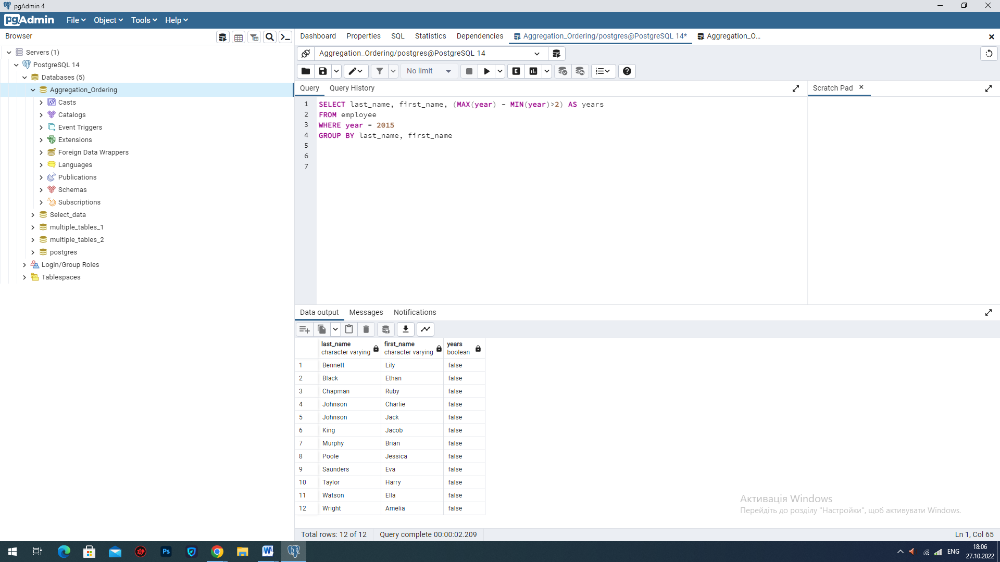 pgAdmin 4
pgAdmin File Object Tools Help
Browser
Servers (1)
PostgreSQL 14
Databases (5)
Aggregation_Ordering
Casts
Catalogs
Event Triggers
Extensions
Foreign Data Wrappers
Languages
Publications
Schemas
Subscriptions
Select_data
multiple_tables_1
multiple_tables_2
postgres
Login/Group Roles
Tablespaces
Dashboard Properties SQL Statistics Dependencies Aggregation_Ordering/postgres@PostgreSQL 14* Aggregation_O...
Aggregation_Ordering/postgres@PostgreSQL 14
No limit E
Query Query History
Scratch Pad
1 SELECT last_name, first_name, (MAX(year) - MIN(year)>2) AS years
2 FROM employee
3 WHERE year = 2015
4 GROUP BY last_name, first_name
5
6
7
Data output Messages Notifications
last_name first_name years
character varying character varying boolean
1 Bennett Lily false
2 Black Ethan false
3 Chapman Ruby false
4 Johnson Charlie false
5 Johnson Jack false
6 King Jacob false
7 Murphy Brian false
8 Poole Jessica false
9 Saunders Eva false
10 Taylor Harry false
11 Watson Ella false
12 Wright Amelia false
Активація Windows
Перейдіть до розділу "Настройки", щоб активувати Windows.
Total rows: 12 of 12 Query complete 00:00:02.209 Ln 1, Col 65
Ps W ENG 18:06
27.10.2022